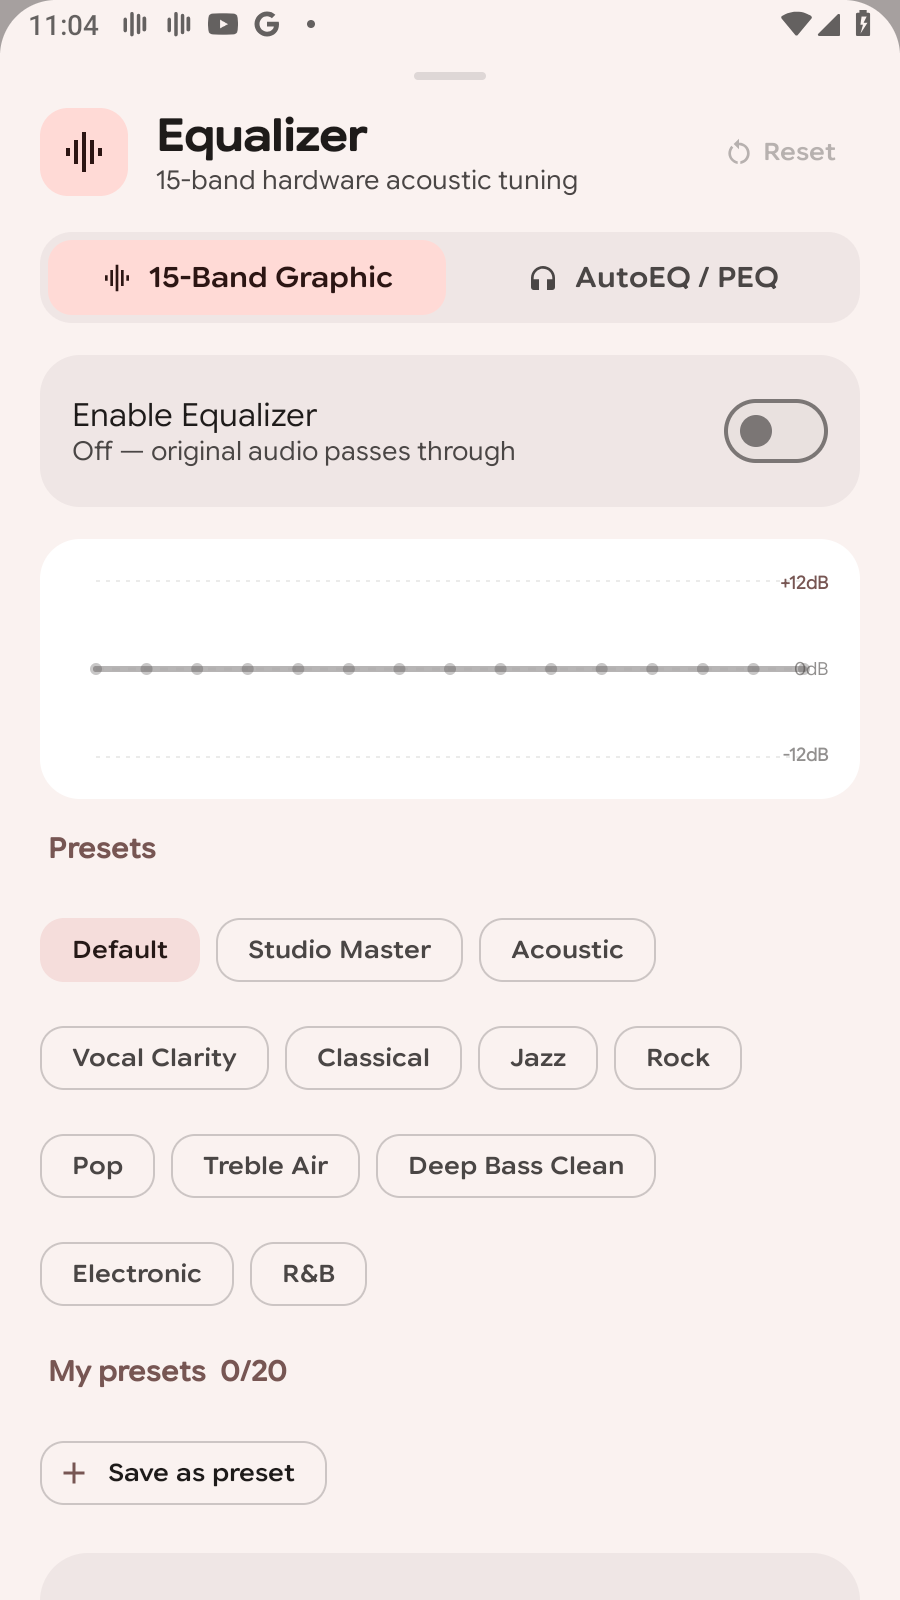 11:04
Equalizer
15-band hardware acoustic tuning
Reset
15-Band Graphic
AutoEQ / PEQ
Enable Equalizer
Off — original audio passes through
+12dB
0dB
-12dB
Presets
Default
Studio Master
Acoustic
Vocal Clarity
Classical
Jazz
Rock
Pop
Treble Air
Deep Bass Clean
Electronic
R&B
My presets 0/20
Save as preset